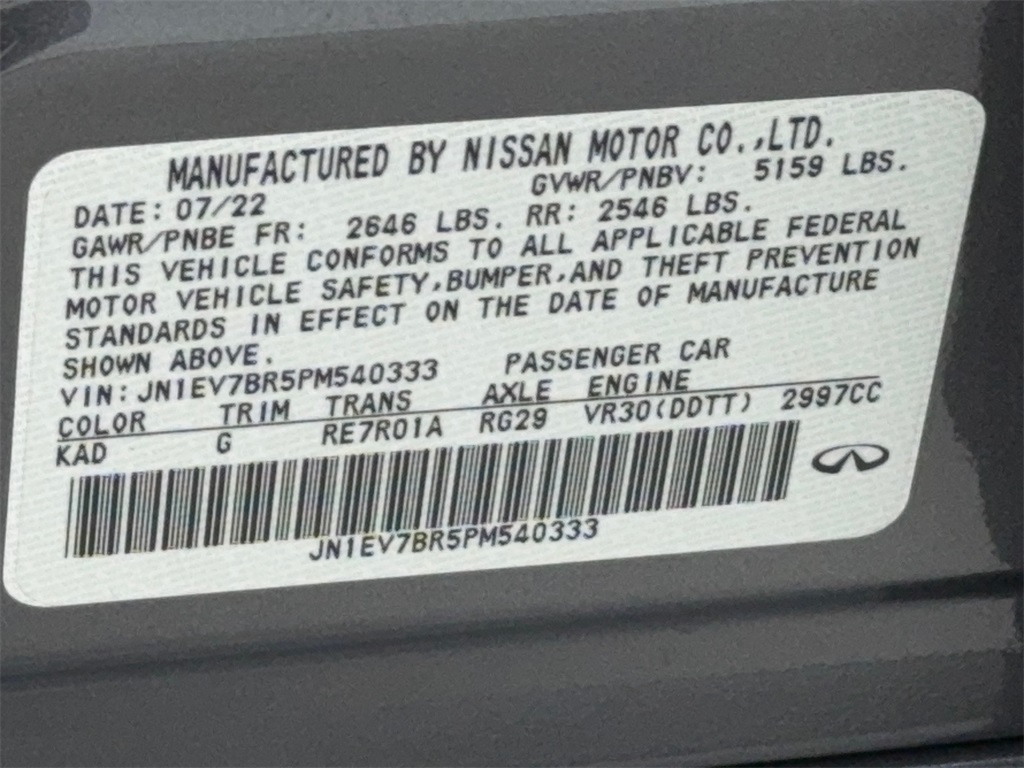 MANUFACTURED BY NISSAN MOTOR CO.,LTD.
DATE: 07/22 GVWR/PNBV: 5159 LBS.
GAWR/PNBE FR: 2646 LBS. RR: 2546 LBS.
THIS VEHICLE CONFORMS TO ALL APPLICABLE FEDERAL
MOTOR VEHICLE SAFETY,BUMPER,AND THEFT PREVENTION
STANDARDS IN EFFECT ON THE DATE OF MANUFACTURE
SHOWN ABOVE.
VIN: JN1EV7BR5PM540333 PASSENGER CAR
COLOR TRIM TRANS AXLE ENGINE
KAD G RE7R01A RG29 VR30(DDTT) 2997CC
JN1EV7BR5PM540333